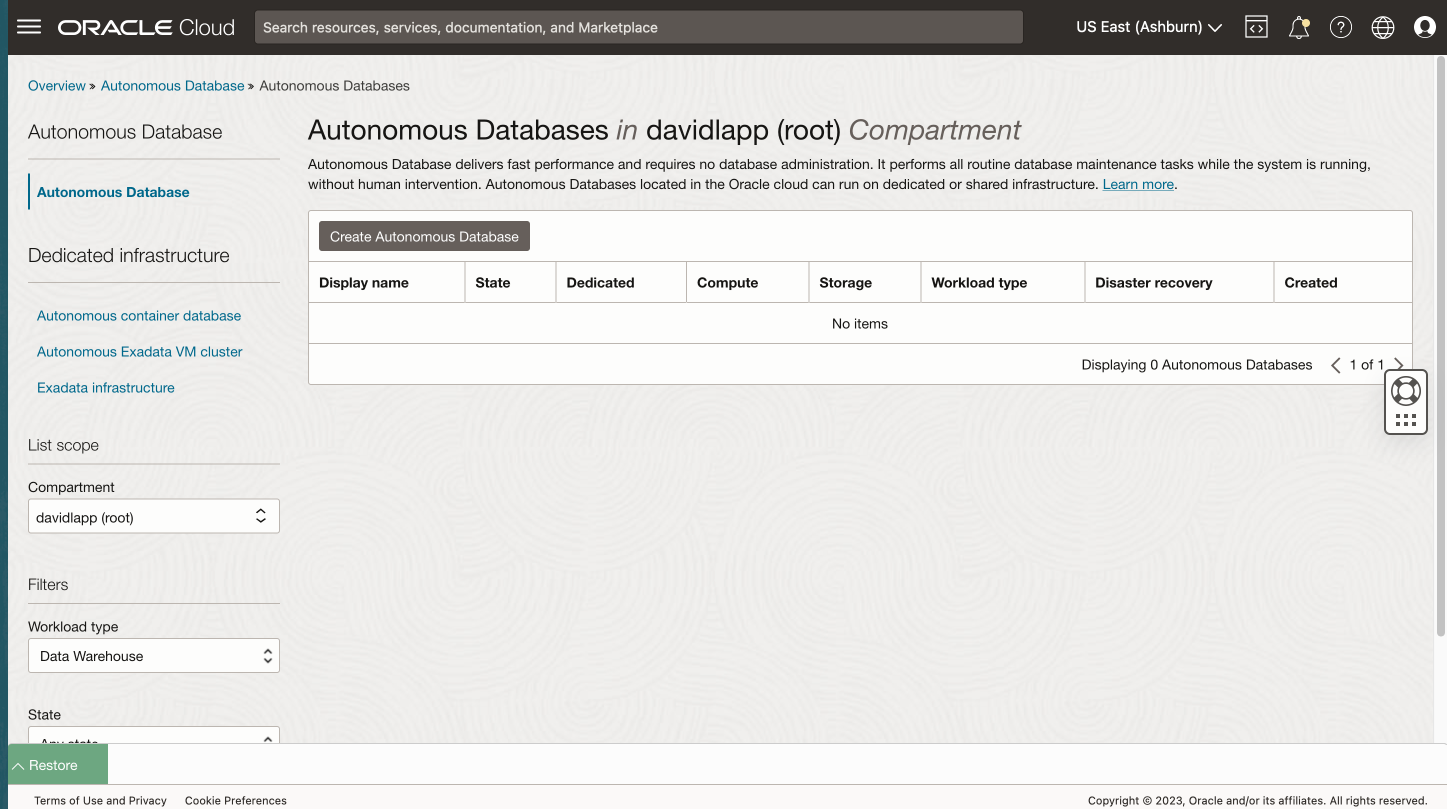 ORACLE Cloud
Search resources, services, documentation, and Marketplace
US East (Ashburn)
Overview » Autonomous Database » Autonomous Databases
Autonomous Database
Autonomous Database
Dedicated infrastructure
Autonomous container database
Autonomous Exadata VM cluster
Exadata infrastructure
List scope
Compartment
davidlapp (root)
Filters
Workload type
Data Warehouse
State
Any state
Autonomous Databases in davidlapp (root) Compartment
Autonomous Database delivers fast performance and requires no database administration. It performs all routine database maintenance tasks while the system is running,
without human intervention. Autonomous Databases located in the Oracle cloud can run on dedicated or shared infrastructure. Learn more.
Create Autonomous Database
Display name State Dedicated Compute Storage Workload type Disaster recovery Created
No items
Displaying 0 Autonomous Databases 1 of 1
Restore
Terms of Use and Privacy Cookie Preferences
Copyright © 2023, Oracle and/or its affiliates. All rights reserved.